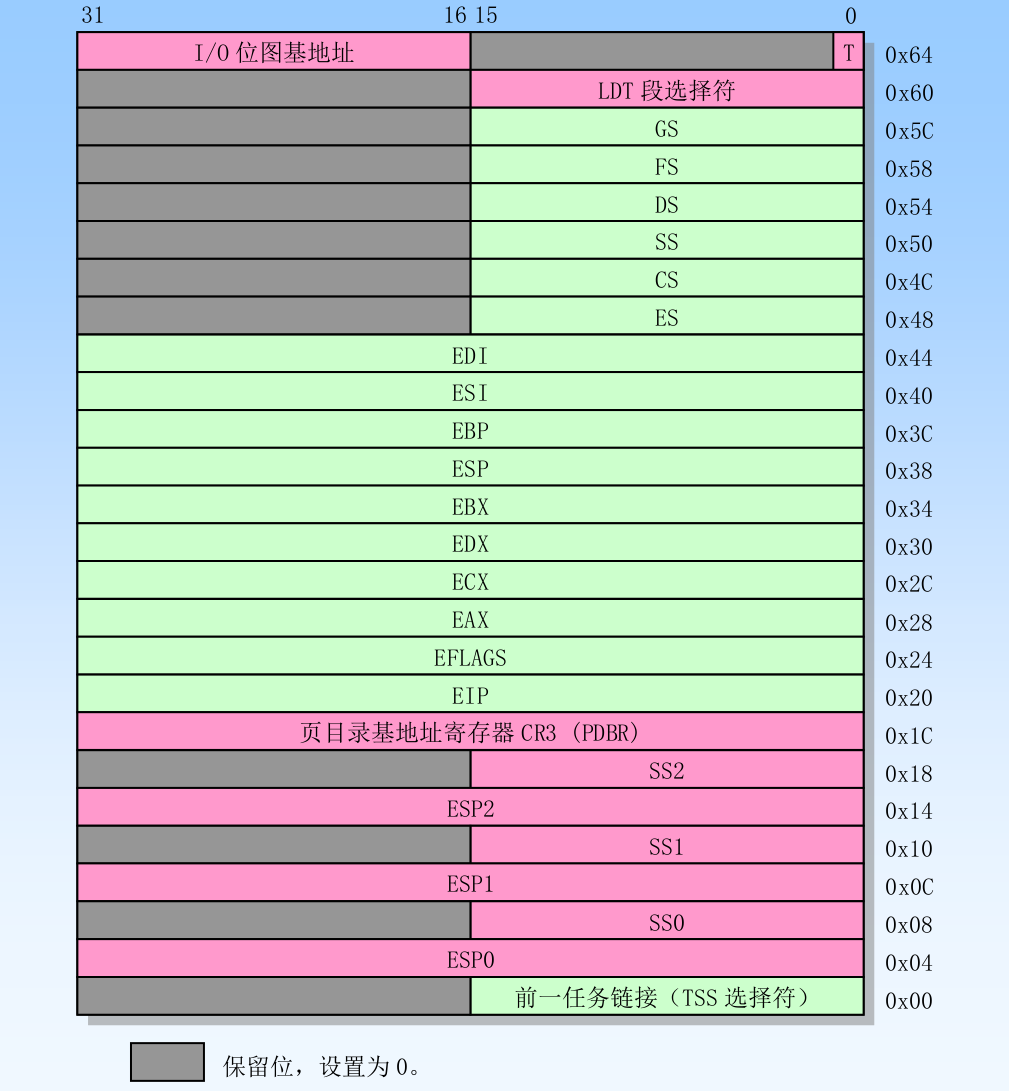 31 16 15 0
I/O 位图基地址 T 0x64
LDT 段选择符 0x60
GS 0x5C
FS 0x58
DS 0x54
SS 0x50
CS 0x4C
ES 0x48
EDI 0x44
ESI 0x40
EBP 0x3C
ESP 0x38
EBX 0x34
EDX 0x30
ECX 0x2C
EAX 0x28
EFLAGS 0x24
EIP 0x20
页目录基地址寄存器 CR3 (PDBR) 0x1C
SS2 0x18
ESP2 0x14
SS1 0x10
ESP1 0x0C
SS0 0x08
ESP0 0x04
前一任务链接（TSS 选择符） 0x00
保留位，设置为 0。